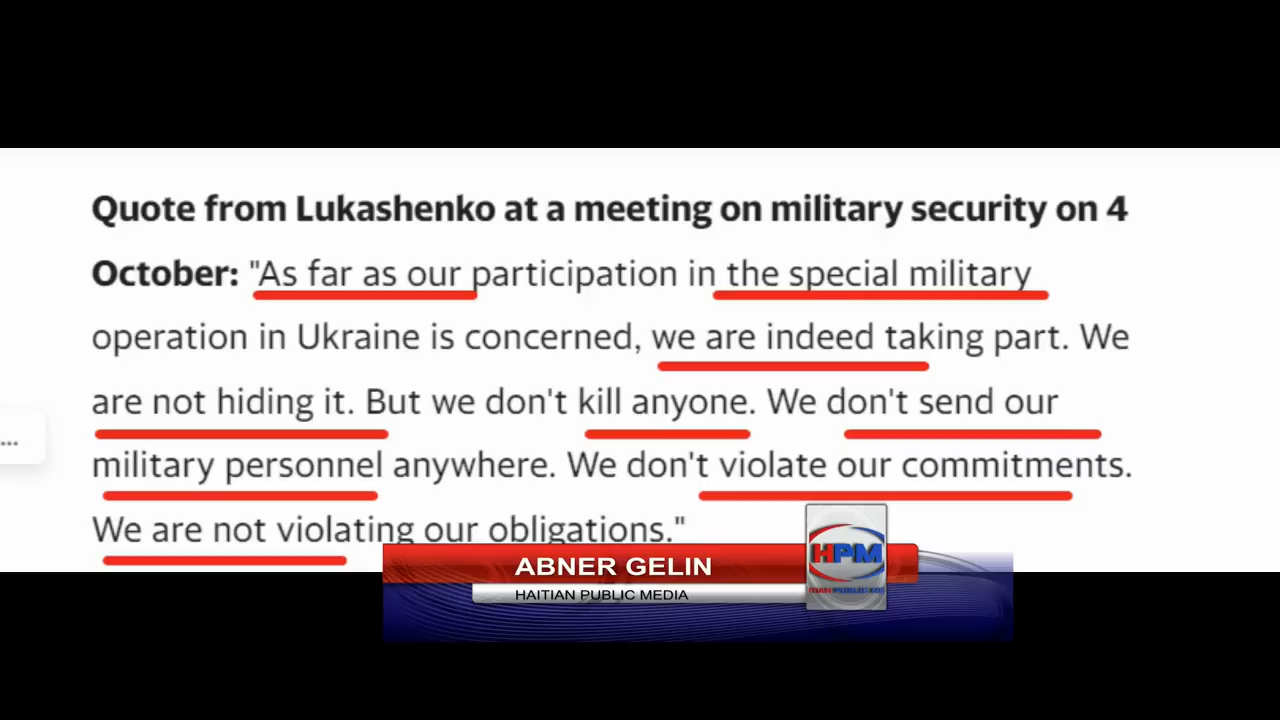 Quote from Lukashenko at a meeting on military security on 4
October: "As far as our participation in the special military
operation in Ukraine is concerned, we are indeed taking part. We
are not hiding it. But we don't kill anyone. We don't send our
...
military personnel anywhere. We don't violate our commitments.
We are not violating our obligations."
ABNER GELIN
HPM
HAITIAN PUBLIC MEDIA